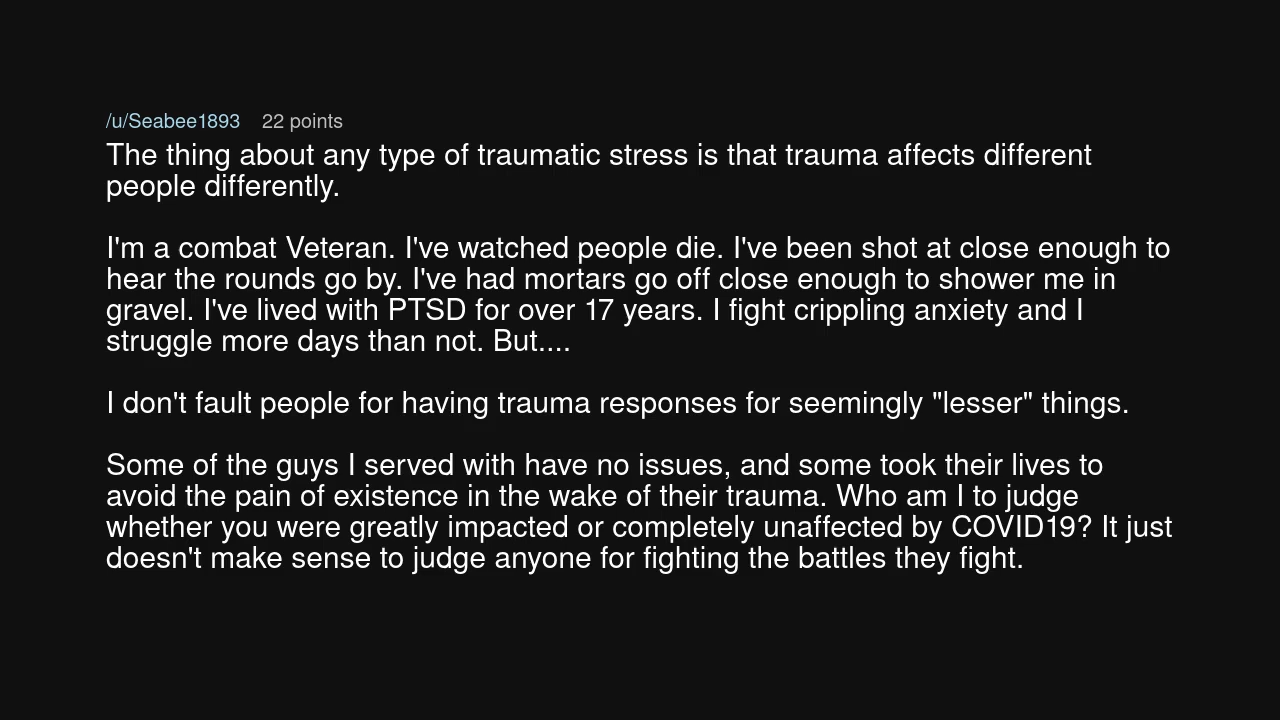 /u/Seabee1893 22 points
The thing about any type of traumatic stress is that trauma affects different
people differently.
I'm a combat Veteran. I've watched people die. I've been shot at close enough to
hear the rounds go by. I've had mortars go off close enough to shower me in
gravel. I've lived with PTSD for over 17 years. I fight crippling anxiety and I
struggle more days than not. But....
I don't fault people for having trauma responses for seemingly "lesser" things.
Some of the guys I served with have no issues, and some took their lives to
avoid the pain of existence in the wake of their trauma. Who am I to judge
whether you were greatly impacted or completely unaffected by COVID19? It just
doesn't make sense to judge anyone for fighting the battles they fight.